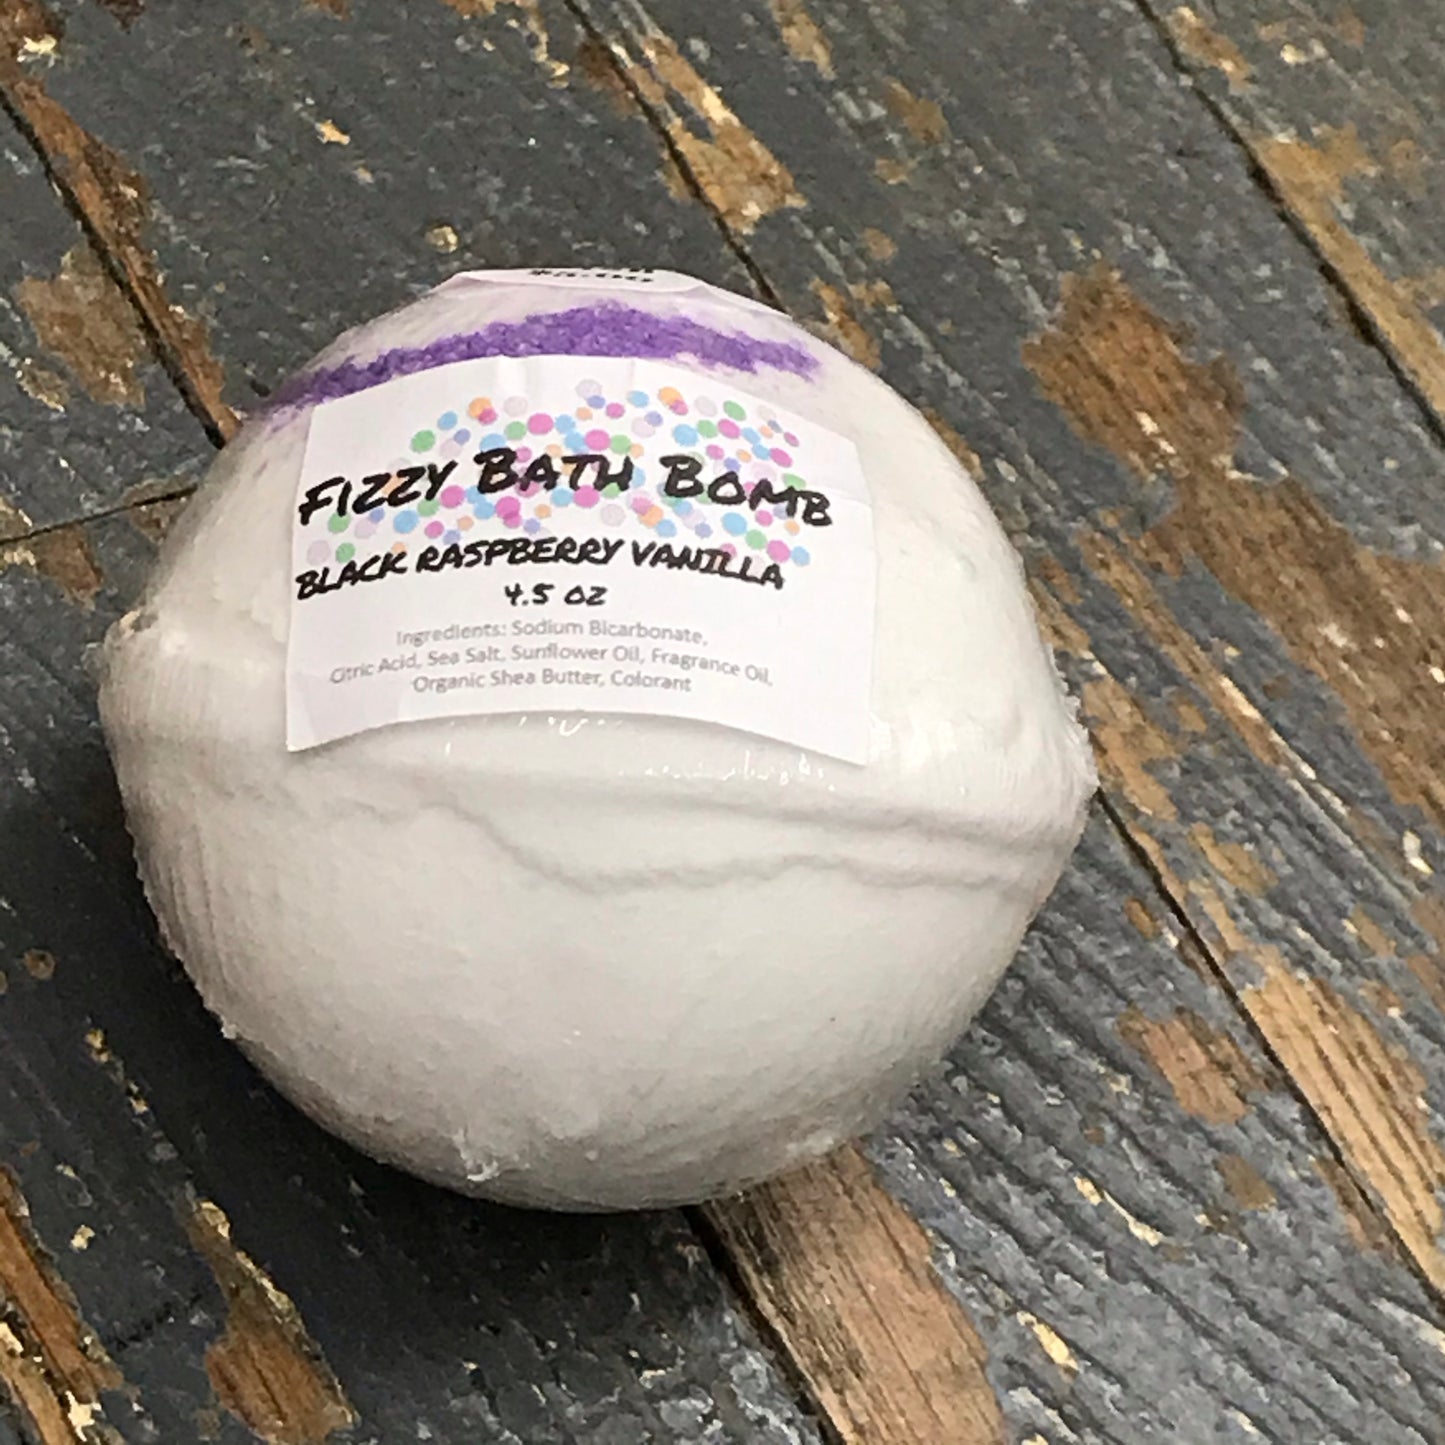 Fizzy Bath Bomb
Black Raspberry Vanilla
4.5 oz
Ingredients: Sodium Bicarbonate,
Citric Acid, Sea Salt, Sunflower Oil, Fragrance Oil,
Organic Shea Butter, Colorant